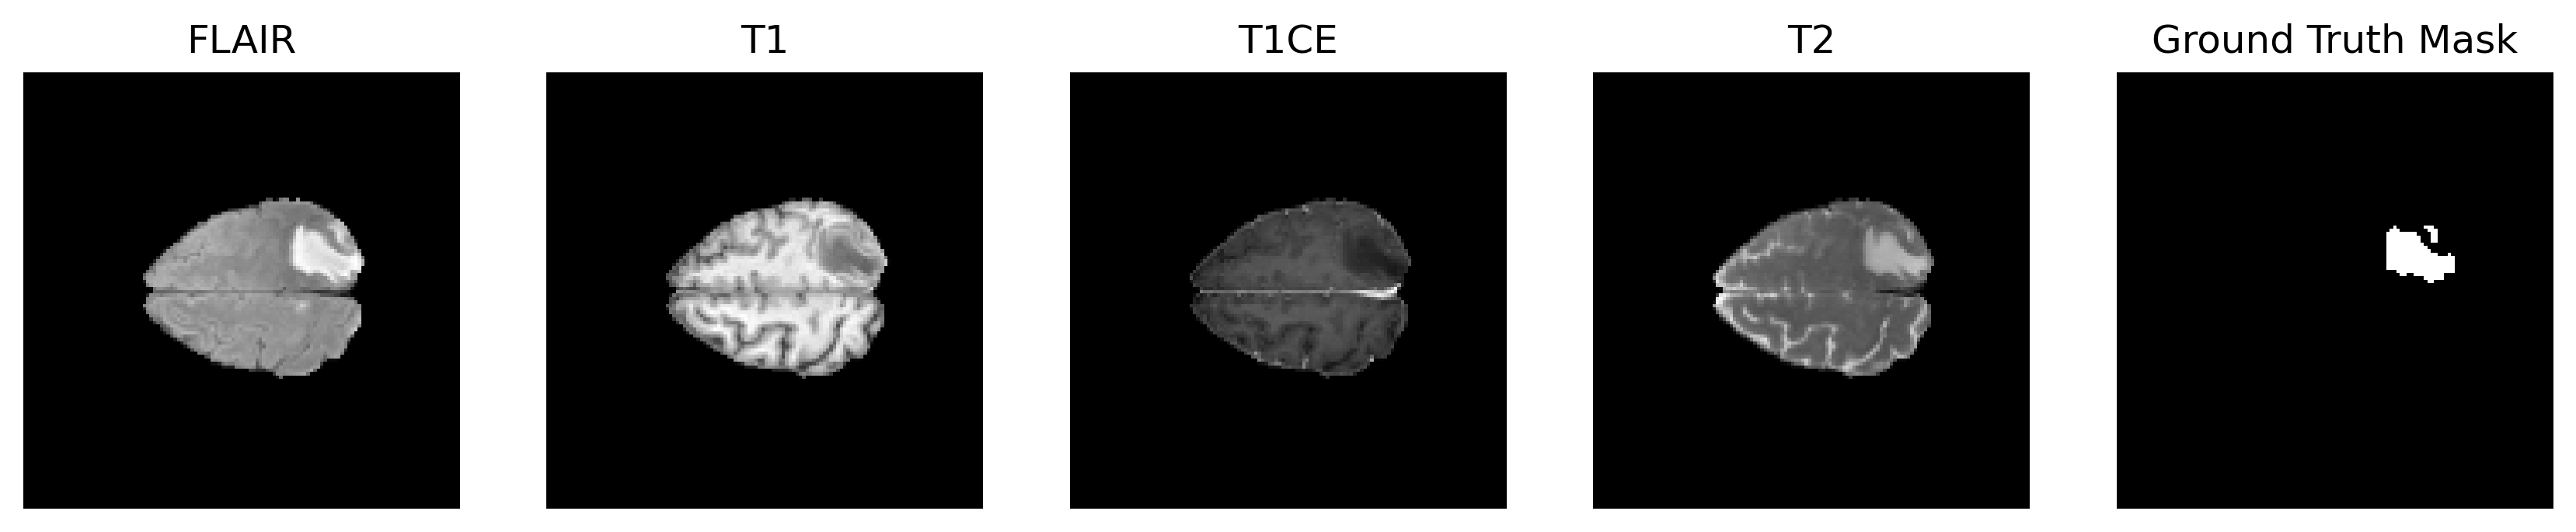 FLAIR
T1
T1CE
T2
Ground Truth Mask